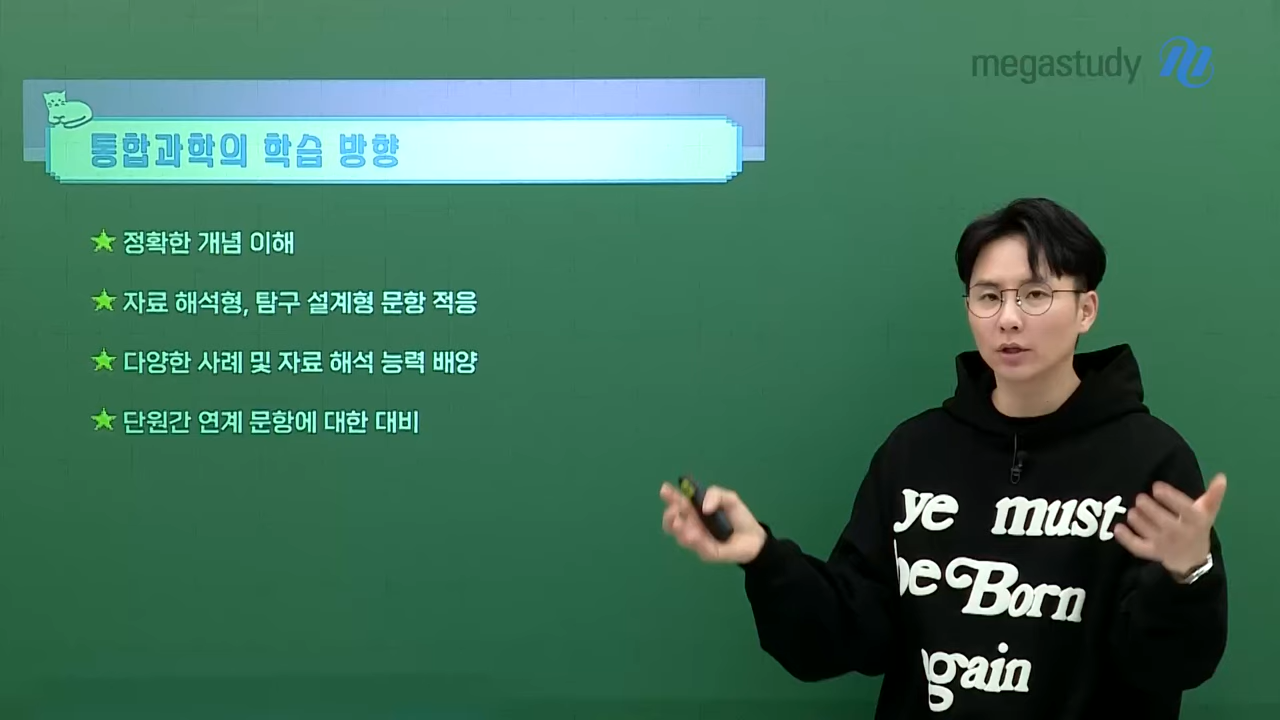 megastudy
통합과학의 학습 방향
정확한 개념 이해
자료 해석형, 탐구 설계형 문항 적응
다양한 사례 및 자료 해석 능력 배양
단원간 연계 문항에 대한 대비
ye must
be Born
again